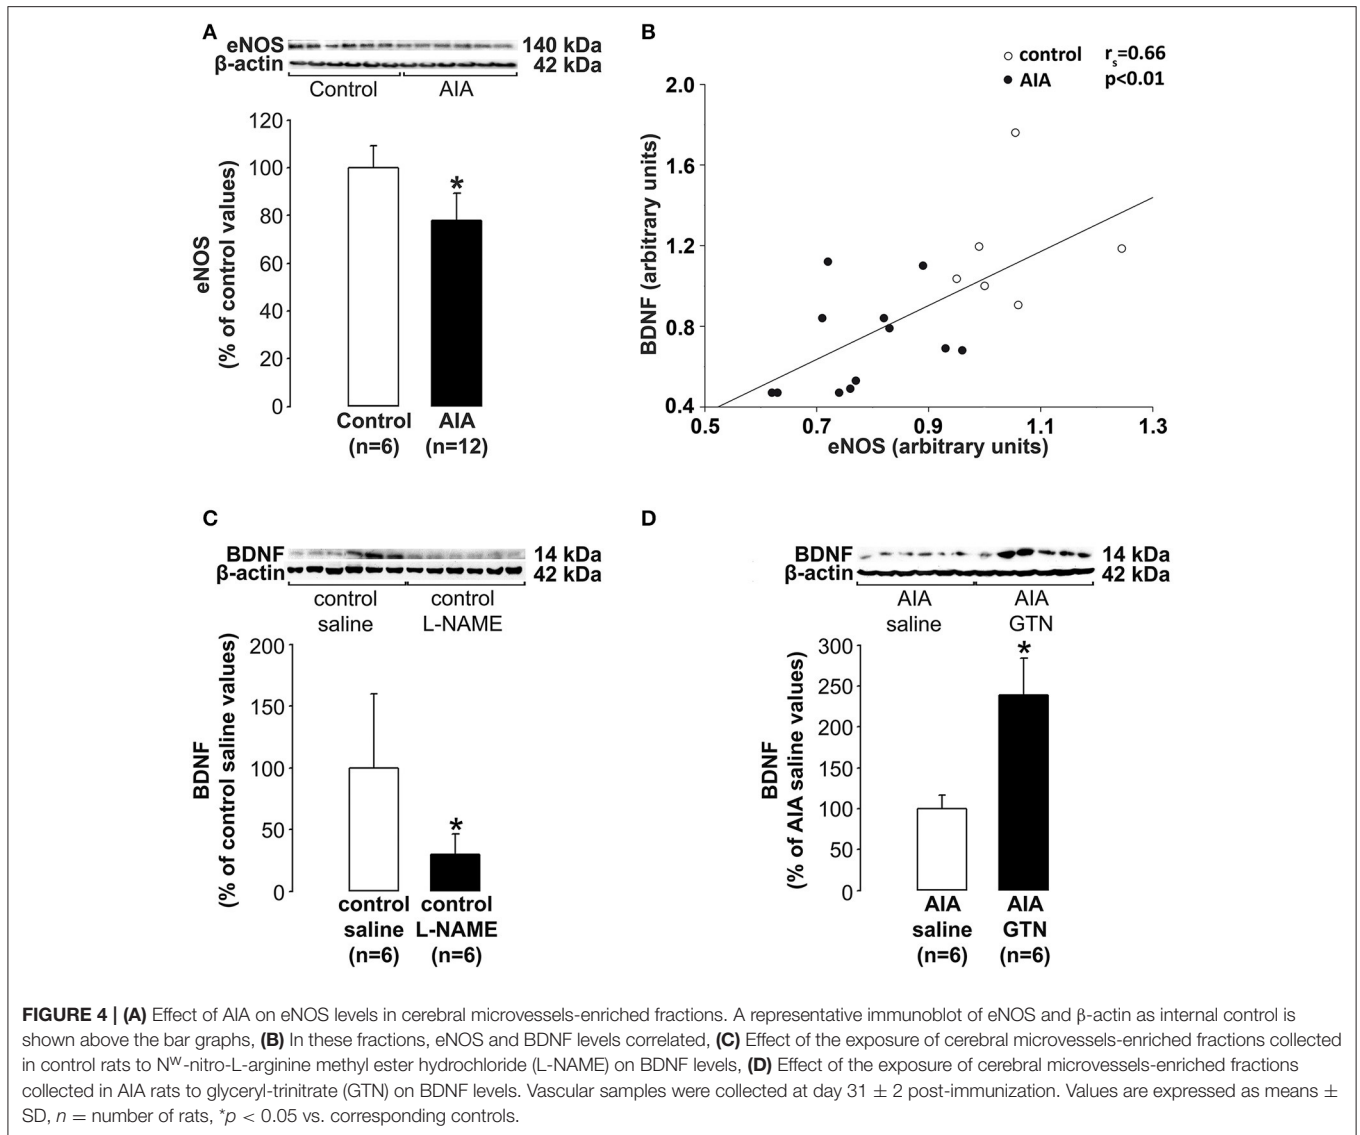 A
eNOS 140 kDa
β-actin 42 kDa
Control AIA
120
100
80
60
40
20
0
eNOS
(% of control values)
*
Control AIA
(n=6) (n=12)
B
control rs=0.66
AIA p<0.01
2.0
1.6
1.2
0.8
0.4
BDNF (arbitrary units)
0.5 0.7 0.9 1.1 1.3
eNOS (arbitrary units)
C
BDNF 14 kDa
β-actin 42 kDa
control control
saline L-NAME
200
150
100
50
0
BDNF
(% of control saline values)
*
control control
saline L-NAME
(n=6) (n=6)
D
BDNF 14 kDa
β-actin 42 kDa
AIA AIA
saline GTN
300
250
200
150
100
50
0
BDNF
(% of AIA saline values)
*
AIA AIA
saline GTN
(n=6) (n=6)
FIGURE 4 | (A) Effect of AIA on eNOS levels in cerebral microvessels-enriched fractions. A representative immunoblot of eNOS and β-actin as internal control is
shown above the bar graphs, (B) In these fractions, eNOS and BDNF levels correlated, (C) Effect of the exposure of cerebral microvessels-enriched fractions collected
in control rats to Nᵂ-nitro-L-arginine methyl ester hydrochloride (L-NAME) on BDNF levels, (D) Effect of the exposure of cerebral microvessels-enriched fractions
collected in AIA rats to glyceryl-trinitrate (GTN) on BDNF levels. Vascular samples were collected at day 31 ± 2 post-immunization. Values are expressed as means ±
SD, n = number of rats, *p < 0.05 vs. corresponding controls.